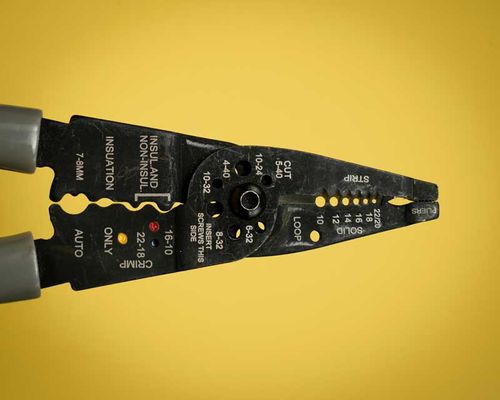 INSUL AND
NON-INSUL
INSUATION
7-8MM
CUT
5-40
10-24
4-40
10-32
INSERT
SCREWS THIS
SIDE
8-32
6-32
STRIP
22/20
18
16
14
12
10
SOLID
LOOP
PLIERS
AUTO
ONLY
22-18
16-10
CRIMP